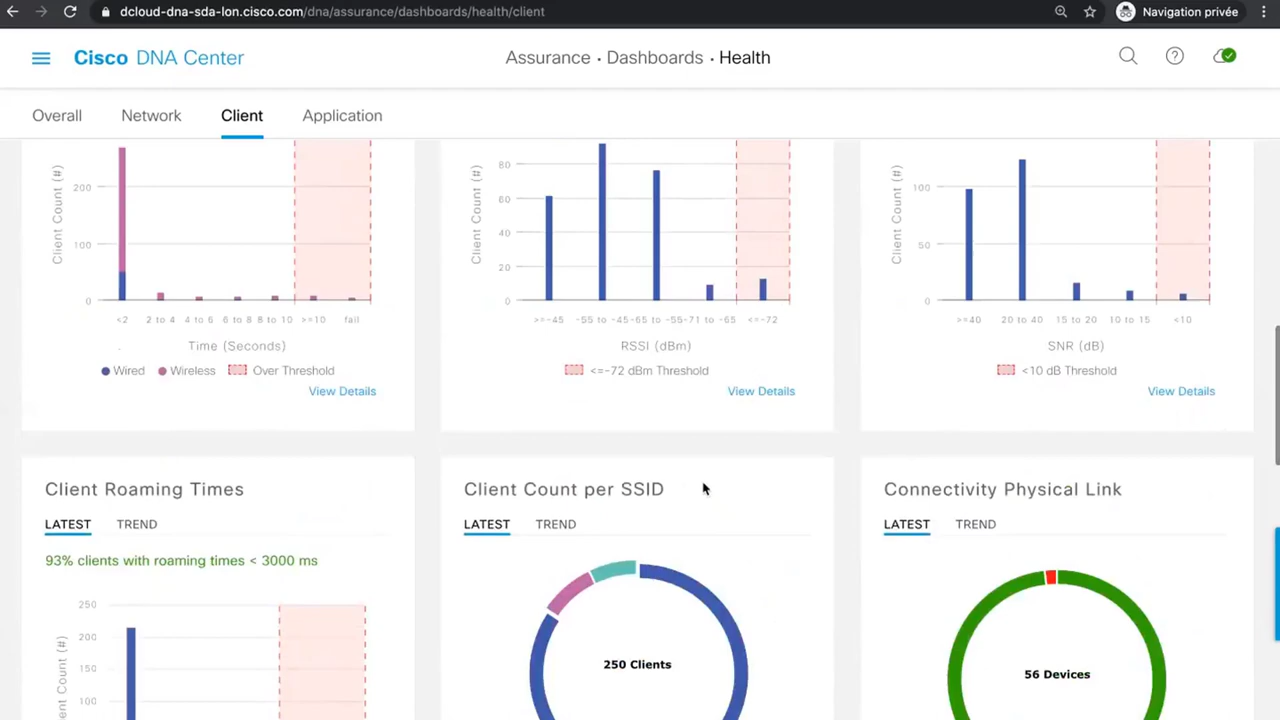 dcloud-dna-sda-lon.cisco.com/dna/assurance/dashboards/health/client
Navigation privée
Cisco DNA Center
Assurance • Dashboards • Health
Overall
Network
Client
Application
Client Count (#)
200
100
0
<2
2 to 4
4 to 6
6 to 8
8 to 10
>=10
fail
Time (Seconds)
Wired
Wireless
Over Threshold
View Details
Client Count (#)
80
60
40
20
0
>=-45
-55 to -45
-65 to -55
-71 to -65
<=-72
RSSI (dBm)
<=-72 dBm Threshold
View Details
Client Count (#)
100
50
0
>=40
20 to 40
15 to 20
10 to 15
<10
SNR (dB)
<10 dB Threshold
View Details
Client Roaming Times
LATEST
TREND
93% clients with roaming times < 3000 ms
250
200
150
100
Count (#)
Client Count per SSID
LATEST
TREND
250 Clients
Connectivity Physical Link
LATEST
TREND
56 Devices